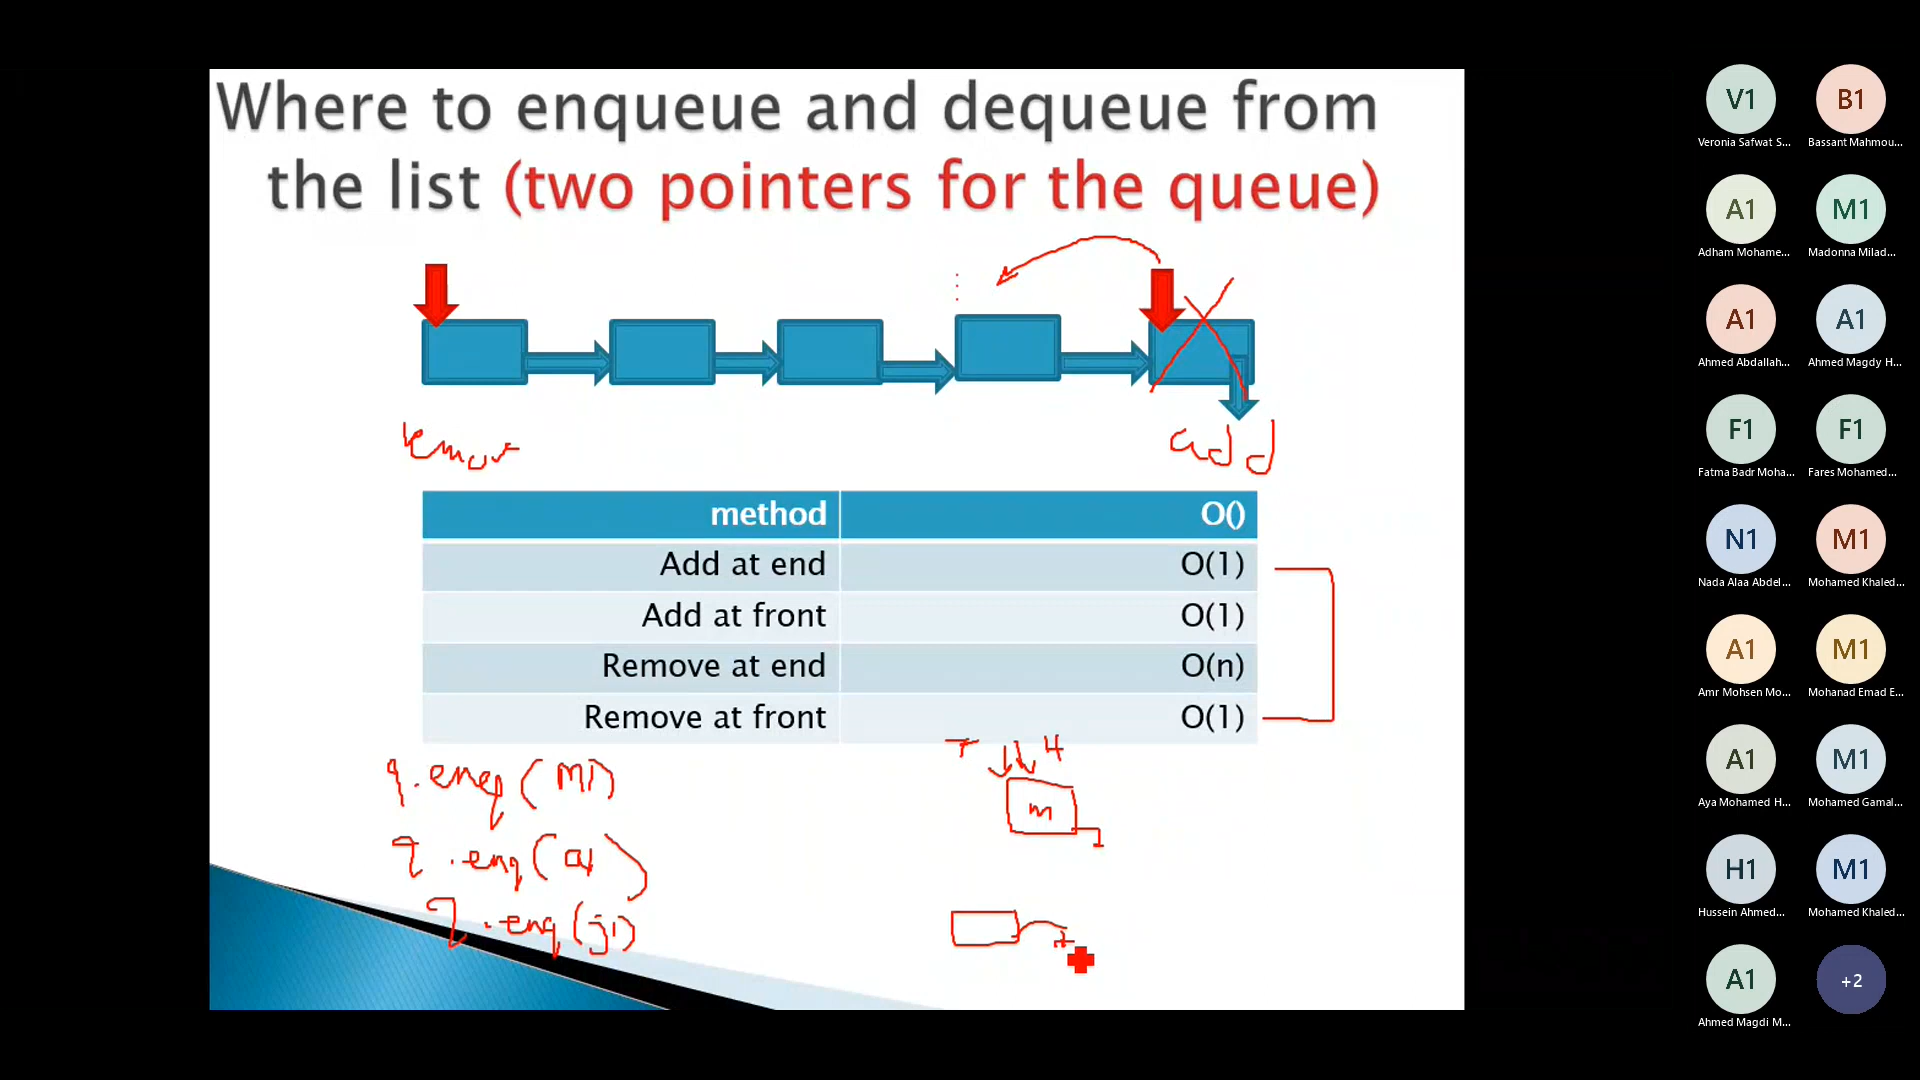 Where to enqueue and dequeue from
the list (two pointers for the queue)
add
method O()
Add at end O(1)
Add at front O(1)
Remove at end O(n)
Remove at front O(1)
4
m
q.enq(
q.enq(
q.enq(
V1 B1
Veronia Safwat S... Bassant Mahmou...
A1 M1
Adham Mohame... Madonna Milad...
A1 A1
Ahmed Abdallah... Ahmed Magdy H...
F1 F1
Fatma Badr Moha... Fares Mohamed...
N1 M1
Nada Alaa Abdel... Mohamed Khaled...
A1 M1
Amr Mohsen Mo... Mohanad Emad E...
A1 M1
Aya Mohamed H... Mohamed Gamal...
H1 M1
Hussein Ahmed... Mohamed Khaled...
A1 +2
Ahmed Magdi M...